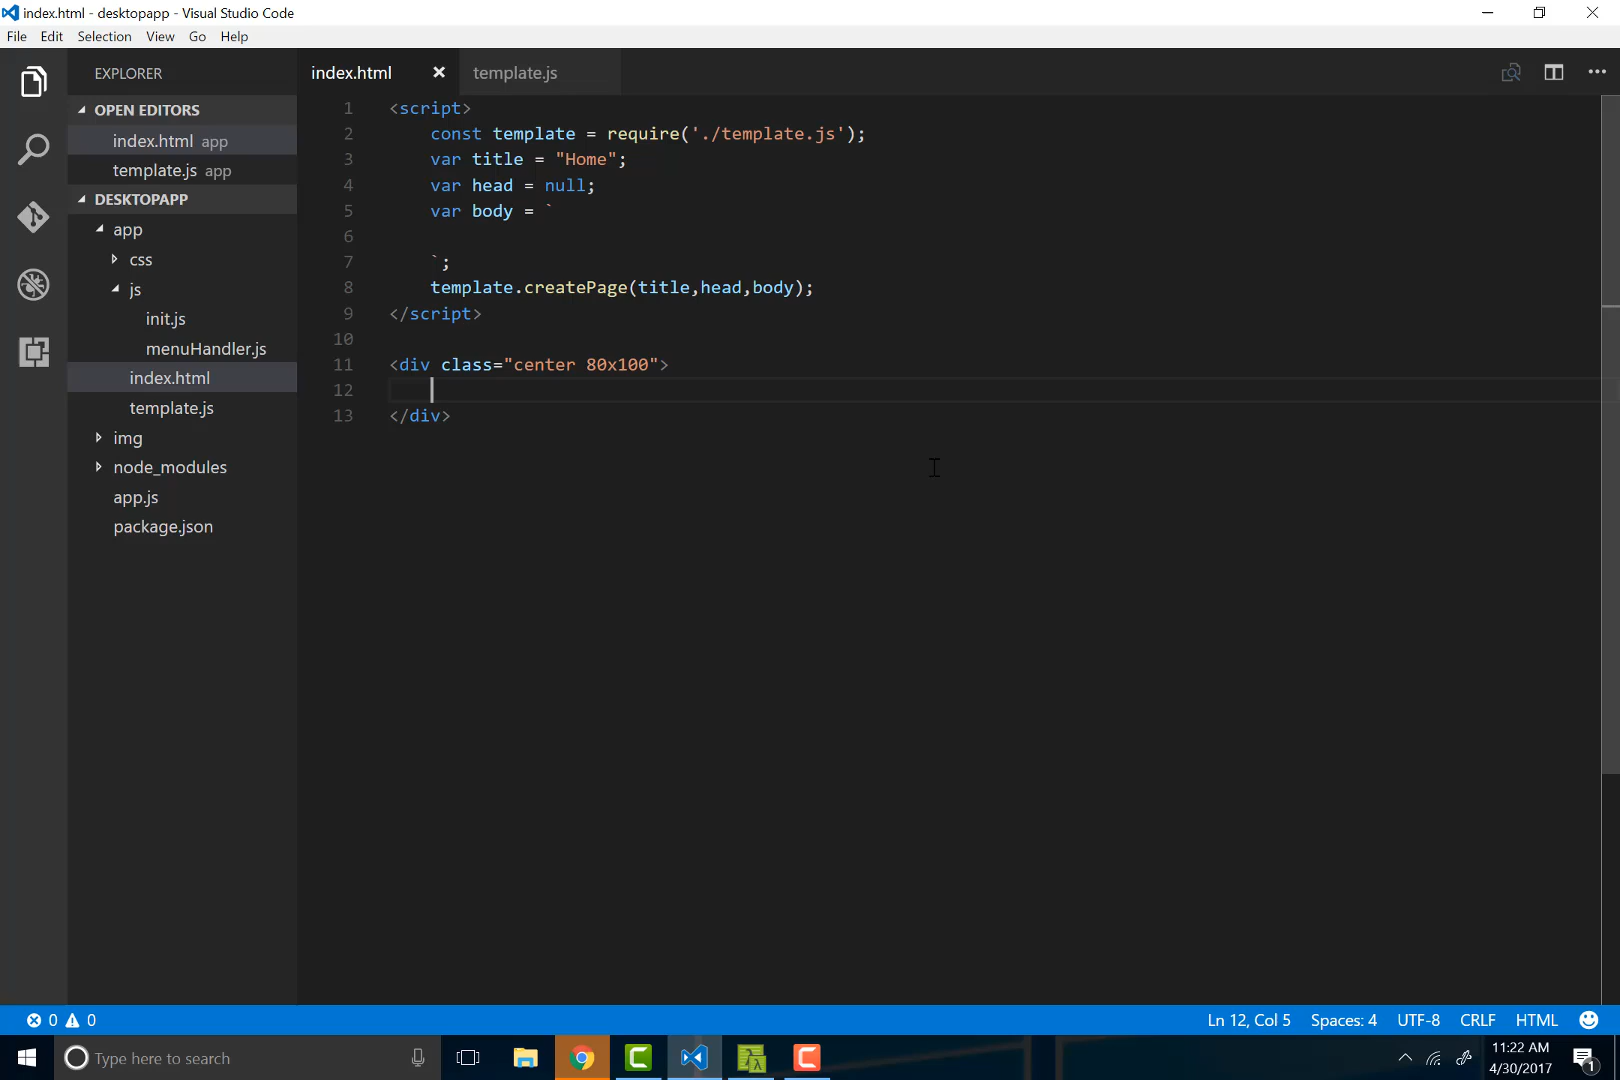 index.html - desktopapp - Visual Studio Code
File Edit Selection View Go Help
EXPLORER
OPEN EDITORS
index.html app
template.js app
DESKTOPAPP
app
css
js
init.js
menuHandler.js
index.html
template.js
img
node_modules
app.js
package.json
index.html template.js
1 <script>
2 const template = require('./template.js');
3 var title = "Home";
4 var head = null;
5 var body = `
6
7 `;
8 template.createPage(title,head,body);
9 </script>
10
11 <div class="center 80x100">
12
13 </div>
0 0 Ln 12, Col 5 Spaces: 4 UTF-8 CRLF HTML
Type here to search
11:22 AM
4/30/2017
1